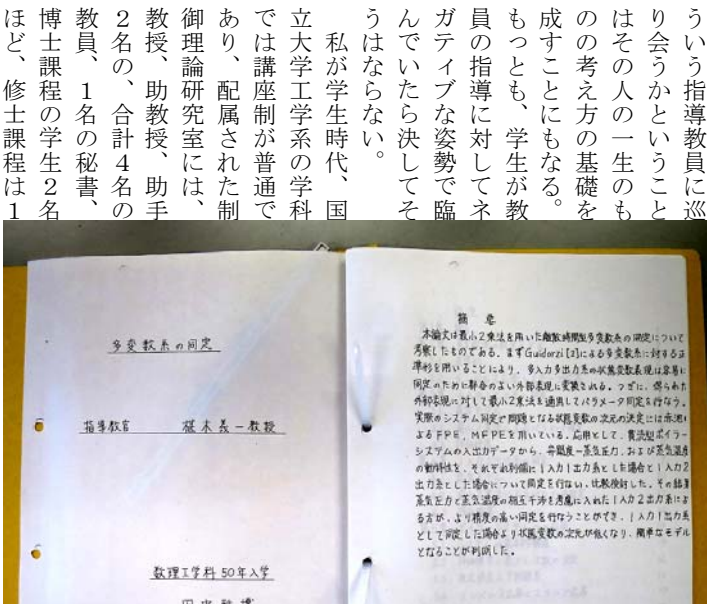 ういう指導教員に巡
り会うかということ
はその人の一生のも
のの考え方の基礎を
成すことにもなる。
もっとも、学生が教
員の指導に対してネ
ガティブな姿勢で臨
んでいたら決してそ
うはならない。
私が学生時代、国
立大学工学系の学科
では講座制が普通で
あり、配属された制
御理論研究室には、
教授、助教授、助手
２名の、合計４名の
教員、１名の秘書、
博士課程の学生２名
ほど、修士課程は１
多変数系の同定
指導教官 椹木義一教授
数理工学科 50年入学
摘要
本論文は最小2乗法を用いた離散時間型多変数系の同定について
考察したものである。まずGuidorzi[2]による多変数系に対する正
準形を用いることにより、多入力多出力系の状態変数表現は容易に
同定のために都合のよい外部表現に変換される。つぎに、得られた
外部表現に対して最小2乗法を適用してパラメータ同定を行なう。
実際のシステム同定で問題となる状態変数の次元の決定には赤池に
よるFPE, MFPEを用いている。応用として、貫流型ボイラー
システムの入出力データから、弁開度-蒸気圧力、および蒸気温度
の動特性を、それぞれ別個に1入力1出力系とした場合と1入力2
出力系とした場合について同定を行ない、比較検討した。その結果
蒸気圧力と蒸気温度の相互干渉を考慮に入れた1入力2出力系によ
る方が、より精度の高い同定を行なうことができ、1入力1出力系
として同定した場合より状態変数の次元が低くなり、簡単なモデル
となることが判明した。